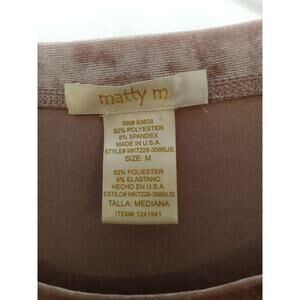 matty m
RN# 93608
92% POLYESTER
8% SPANDEX
MADE IN U.S.A.
STYLE# MK7228-3566US
SIZE: M
92% POLIESTER
8% ELASTANO
HECHO EN U.S.A.
ESTILO# MK7228-3566US
TALLA: MEDIANA
ITEM# 1241941